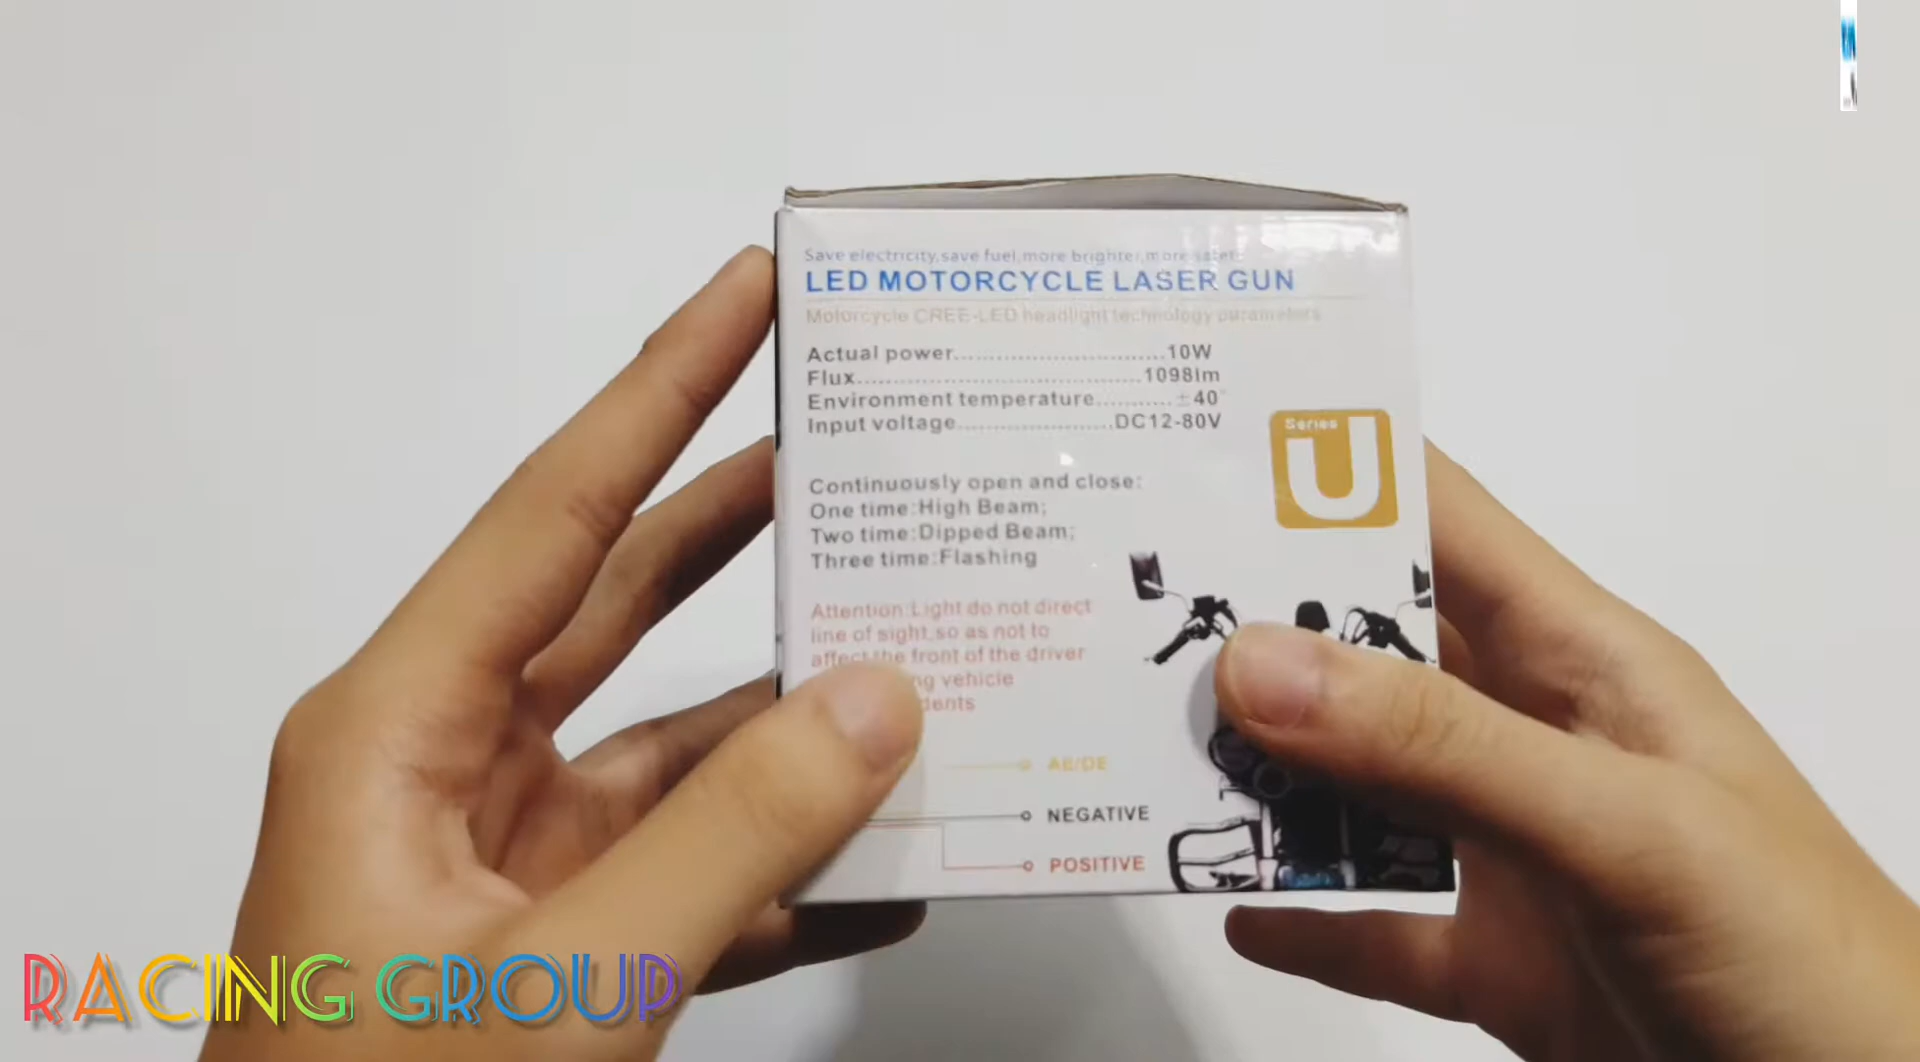 Save electricity,save fuel,more brighter,more
LED MOTORCYCLE LASER GUN
Motorcycle CREE-LED headlight technology parameters
Actual power..........................10W
Flux...................................1098lm
Environment temperature...........±40°
Input voltage.....................DC12-80V
Series
U
Continuously open and close:
One time:High Beam;
Two time:Dipped Beam;
Three time:Flashing
Attention:Light do not direct
line of sight,so as not to
affect the front of the driver
vehicle
NEGATIVE
POSITIVE
RACING GROUP